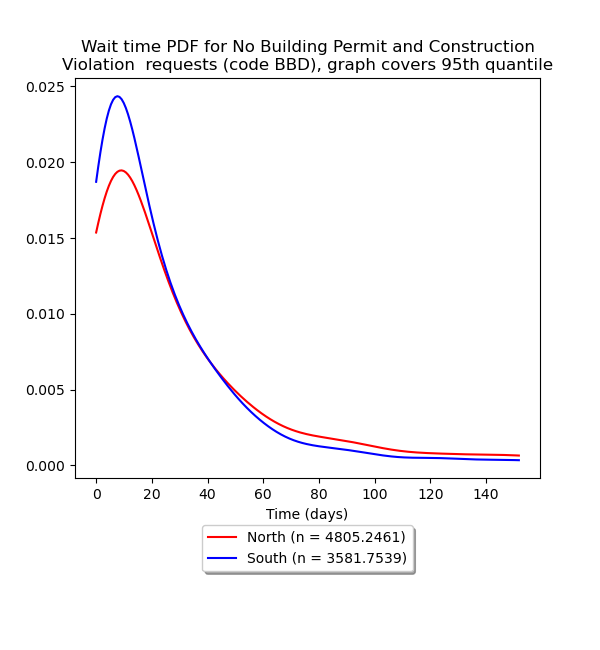 Wait time PDF for No Building Permit and Construction
Violation  requests (code BBD), graph covers 95th quantile
0.025
0.020
0.015
0.010
0.005
0.000
0 20 40 60 80 100 120 140
Time (days)
North (n = 4805.2461)
South (n = 3581.7539)